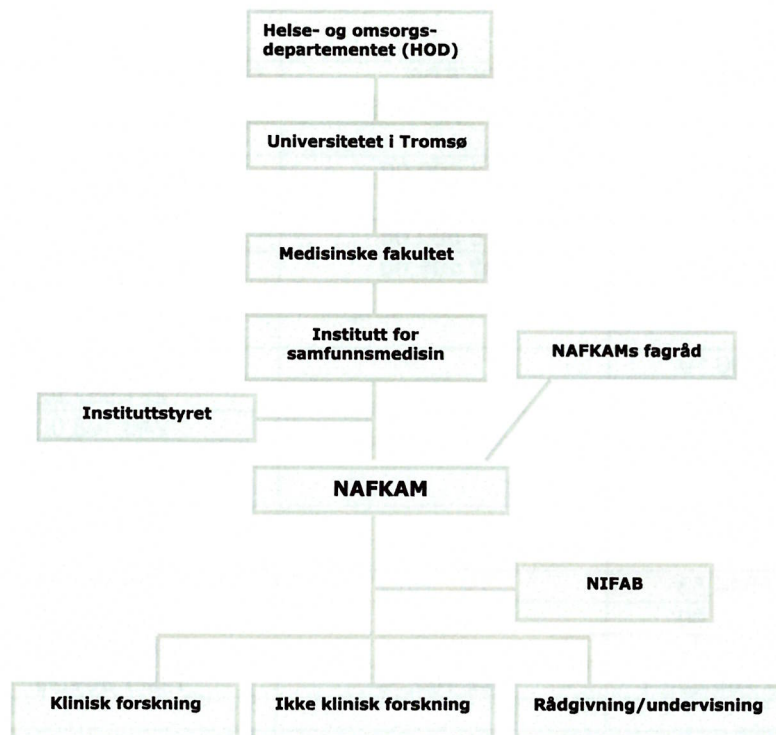 Helse- og omsorgs-
departementet (HOD)
Universitetet i Tromsø
Medisinske fakultet
Institutt for
samfunnsmedisin
NAFKAMs fagråd
Instituttstyret
NAFKAM
NIFAB
Klinisk forskning
Ikke klinisk forskning
Rådgivning/undervisning